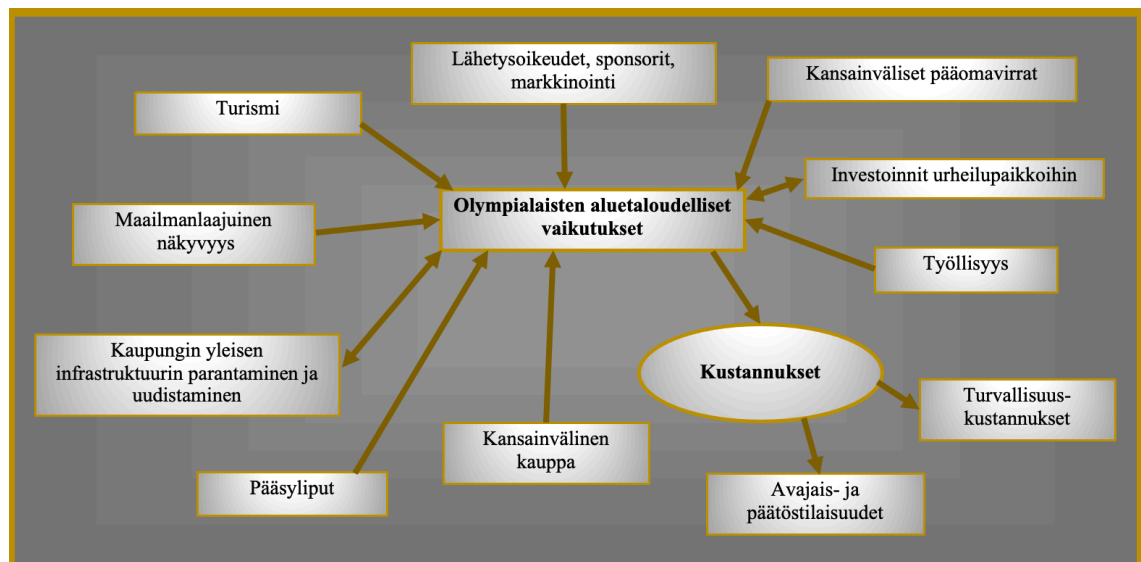 Lähetysoikeudet, sponsorit,
markkinointi
Kansainväliset pääomavirrat
Turismi
Investoinnit urheilupaikkoihin
Olympialaisten aluetaloudelliset
vaikutukset
Maailmanlaajuinen
näkyvyys
Työllisyys
Kaupungin yleisen
infrastruktuurin parantaminen ja
uudistaminen
Kustannukset
Turvallisuus-
kustannukset
Kansainvälinen
kauppa
Pääsyliput
Avajais- ja
päätöstilaisuudet